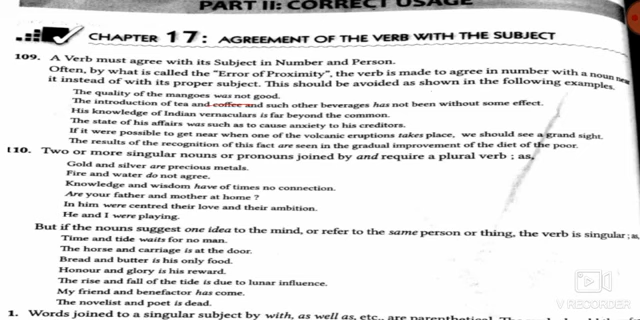 PART II: CORRECT USAGE
CHAPTER 17: AGREEMENT OF THE VERB WITH THE SUBJECT
109. A Verb must agree with its Subject in Number and Person.
Often, by what is called the "Error of Proximity", the verb is made to agree in number with a noun near
it instead of with its proper subject. This should be avoided as shown in the following examples.
The quality of the mangoes was not good.
The introduction of tea and coffee and such other beverages has not been without some effect.
His knowledge of Indian vernaculars is far beyond the common.
The state of his affairs was such as to cause anxiety to his creditors.
If it were possible to get near when one of the volcanic eruptions takes place, we should see a grand sight.
The results of the recognition of this fact are seen in the gradual improvement of the diet of the poor.
110. Two or more singular nouns or pronouns joined by and require a plural verb ; as,
Gold and silver are precious metals.
Fire and water do not agree.
Knowledge and wisdom have of times no connection.
Are your father and mother at home ?
In him were centred their love and their ambition.
He and I were playing.
But if the nouns suggest one idea to the mind, or refer to the same person or thing, the verb is singular ; as,
Time and tide waits for no man.
The horse and carriage is at the door.
Bread and butter is his only food.
Honour and glory is his reward.
The rise and fall of the tide is due to lunar influence.
My friend and benefactor has come.
The novelist and poet is dead.
1. Words joined to a singular subject by with, as well as, etc., are parenthetical. The
V RECORDER